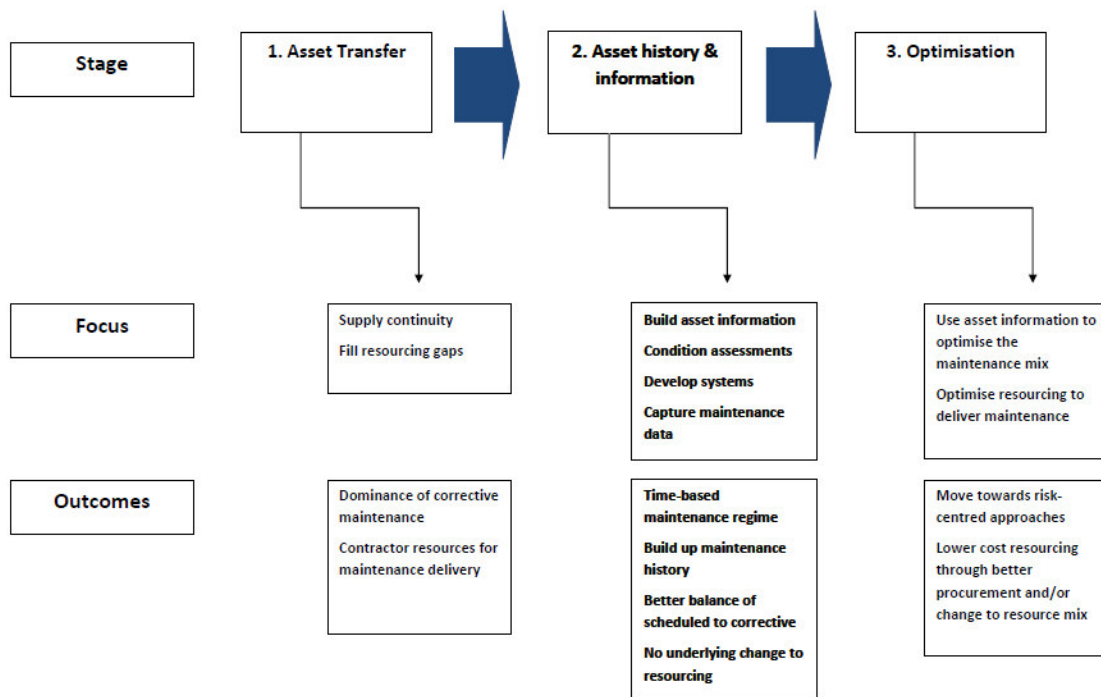 Stage
1. Asset Transfer
2. Asset history &
information
3. Optimisation
Focus
Supply continuity
Fill resourcing gaps
Build asset information
Condition assessments
Develop systems
Capture maintenance
data
Use asset information to
optimise the
maintenance mix
Optimise resourcing to
deliver maintenance
Outcomes
Dominance of corrective
maintenance
Contractor resources for
maintenance delivery
Time-based
maintenance regime
Build up maintenance
history
Better balance of
scheduled to corrective
No underlying change to
resourcing
Move towards risk-
centred approaches
Lower cost resourcing
through better
procurement and/or
change to resource mix